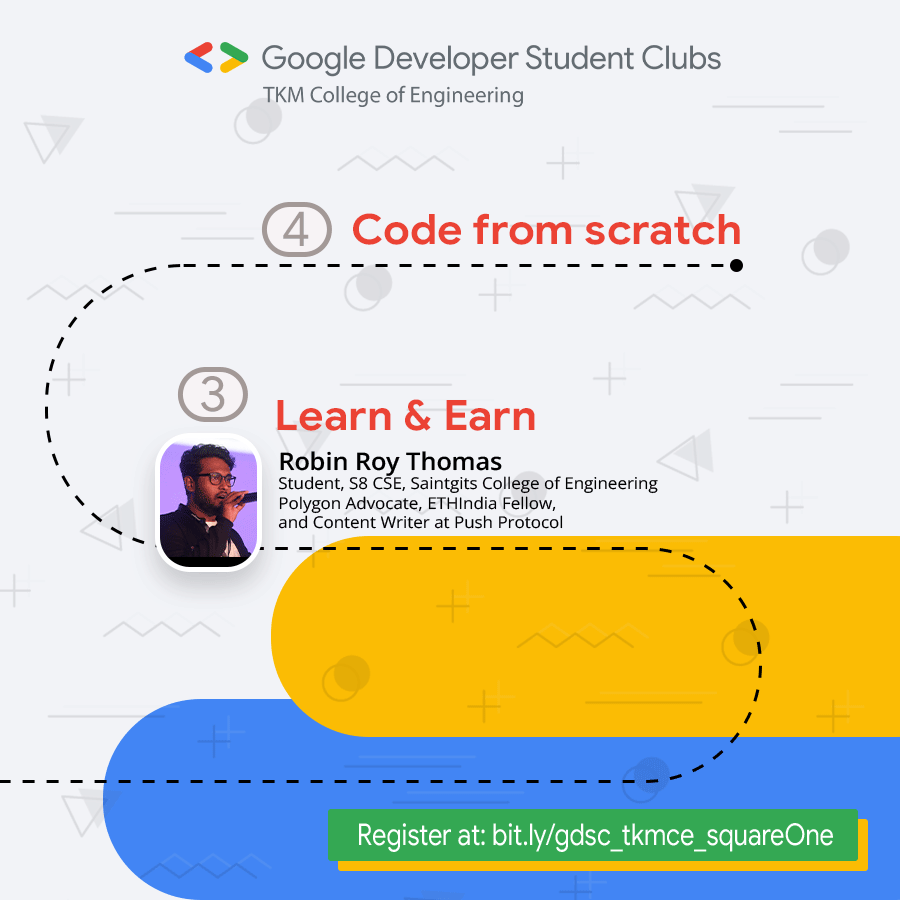 Google Developer Student Clubs
TKM College of Engineering
4 Code from scratch
3
Learn & Earn
Robin Roy Thomas
Student, S8 CSE, Saintgits College of Engineering
Polygon Advocate, ETHIndia Fellow,
and Content Writer at Push Protocol
Register at: bit.ly/gdsc_tkmce_squareOne